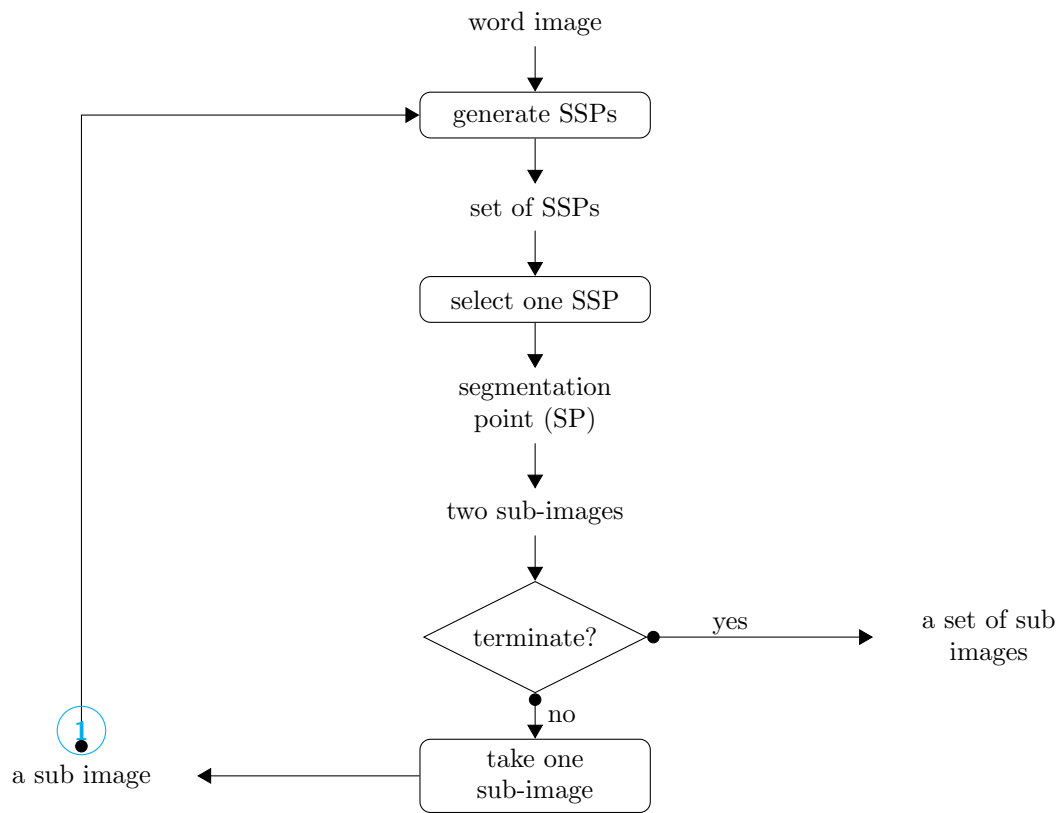 word image
generate SSPs
set of SSPs
select one SSP
segmentation
point (SP)
two sub-images
terminate?
yes
a set of sub
images
no
take one
sub-image
1
a sub image